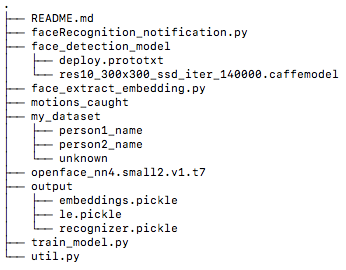 .
├── README.md
├── faceRecognition_notification.py
├── face_detection_model
│   ├── deploy.prototxt
│   └── res10_300x300_ssd_iter_140000.caffemodel
├── face_extract_embedding.py
├── motions_caught
├── my_dataset
│   ├── person1_name
│   ├── person2_name
│   └── unknown
├── openface_nn4.small2.v1.t7
├── output
│   ├── embeddings.pickle
│   ├── le.pickle
│   └── recognizer.pickle
├── train_model.py
└── util.py